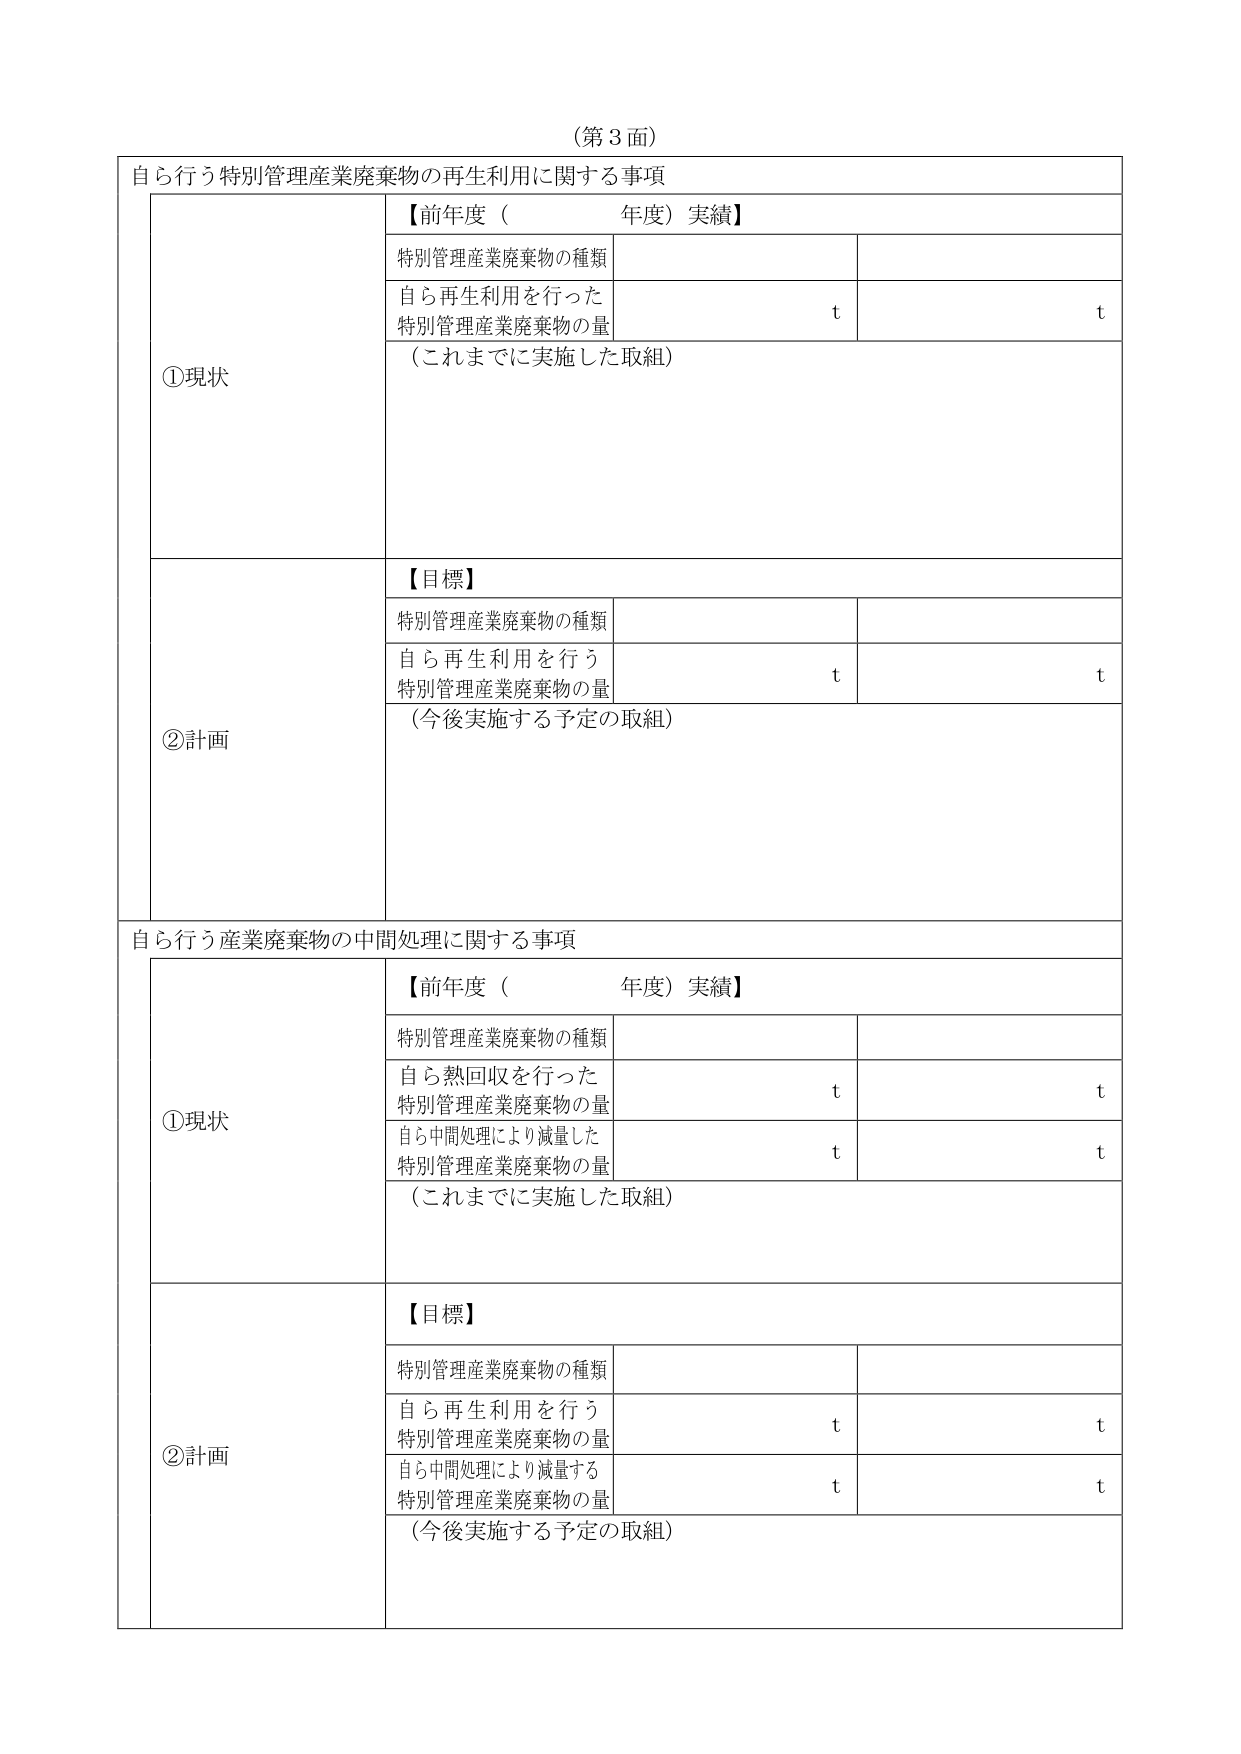 （第３面）
自ら行う特別管理産業廃棄物の再生利用に関する事項
①現状
【前年度（　　　　　年度）実績】
特別管理産業廃棄物の種類
自ら再生利用を行った
特別管理産業廃棄物の量
ｔ
ｔ
（これまでに実施した取組）
②計画
【目標】
特別管理産業廃棄物の種類
自ら再生利用を行う
特別管理産業廃棄物の量
ｔ
ｔ
（今後実施する予定の取組）
自ら行う産業廃棄物の中間処理に関する事項
①現状
【前年度（　　　　　年度）実績】
特別管理産業廃棄物の種類
自ら熱回収を行った
特別管理産業廃棄物の量
ｔ
ｔ
自ら中間処理により減量した
特別管理産業廃棄物の量
ｔ
ｔ
（これまでに実施した取組）
②計画
【目標】
特別管理産業廃棄物の種類
自ら再生利用を行う
特別管理産業廃棄物の量
ｔ
ｔ
自ら中間処理により減量する
特別管理産業廃棄物の量
ｔ
ｔ
（今後実施する予定の取組）